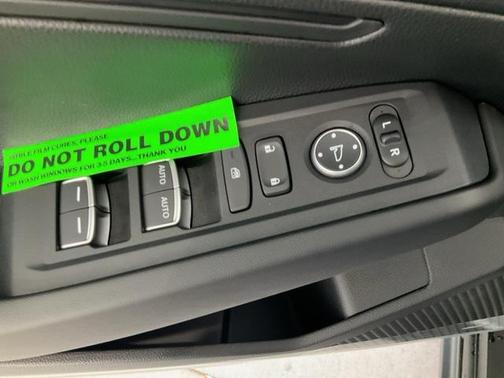 WHILE FILM CURES, PLEASE
DO NOT ROLL DOWN
OR WASH WINDOWS FOR 3-5 DAYS...THANK YOU
AUTO
AUTO
L
R